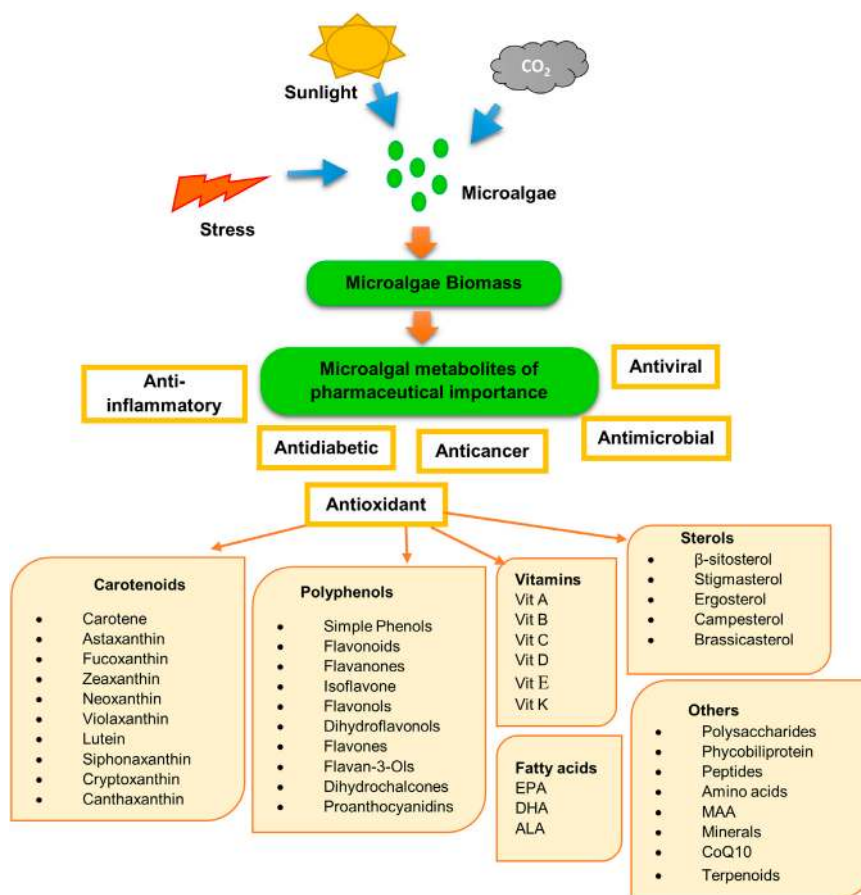 CO₂
Sunlight
Microalgae
Stress
Microalgae Biomass
Microalgal metabolites of
pharmaceutical importance
Antiviral
Anti-
inflammatory
Antimicrobial
Antidiabetic
Anticancer
Antioxidant
Carotenoids
• Carotene
• Astaxanthin
• Fucoxanthin
• Zeaxanthin
• Neoxanthin
• Violaxanthin
• Lutein
• Siphonaxanthin
• Cryptoxanthin
• Canthaxanthin
Polyphenols
• Simple Phenols
• Flavonoids
• Flavanones
• Isoflavone
• Flavonols
• Dihydroflavonols
• Flavones
• Flavan-3-Ols
• Dihydrochalcones
• Proanthocyanidins
Vitamins
Vit A
Vit B
Vit C
Vit D
Vit E
Vit K
Fatty acids
EPA
DHA
ALA
Sterols
• β-sitosterol
• Stigmasterol
• Ergosterol
• Campesterol
• Brassicasterol
Others
• Polysaccharides
• Phycobiliprotein
• Peptides
• Amino acids
• MAA
• Minerals
• CoQ10
• Terpenoids